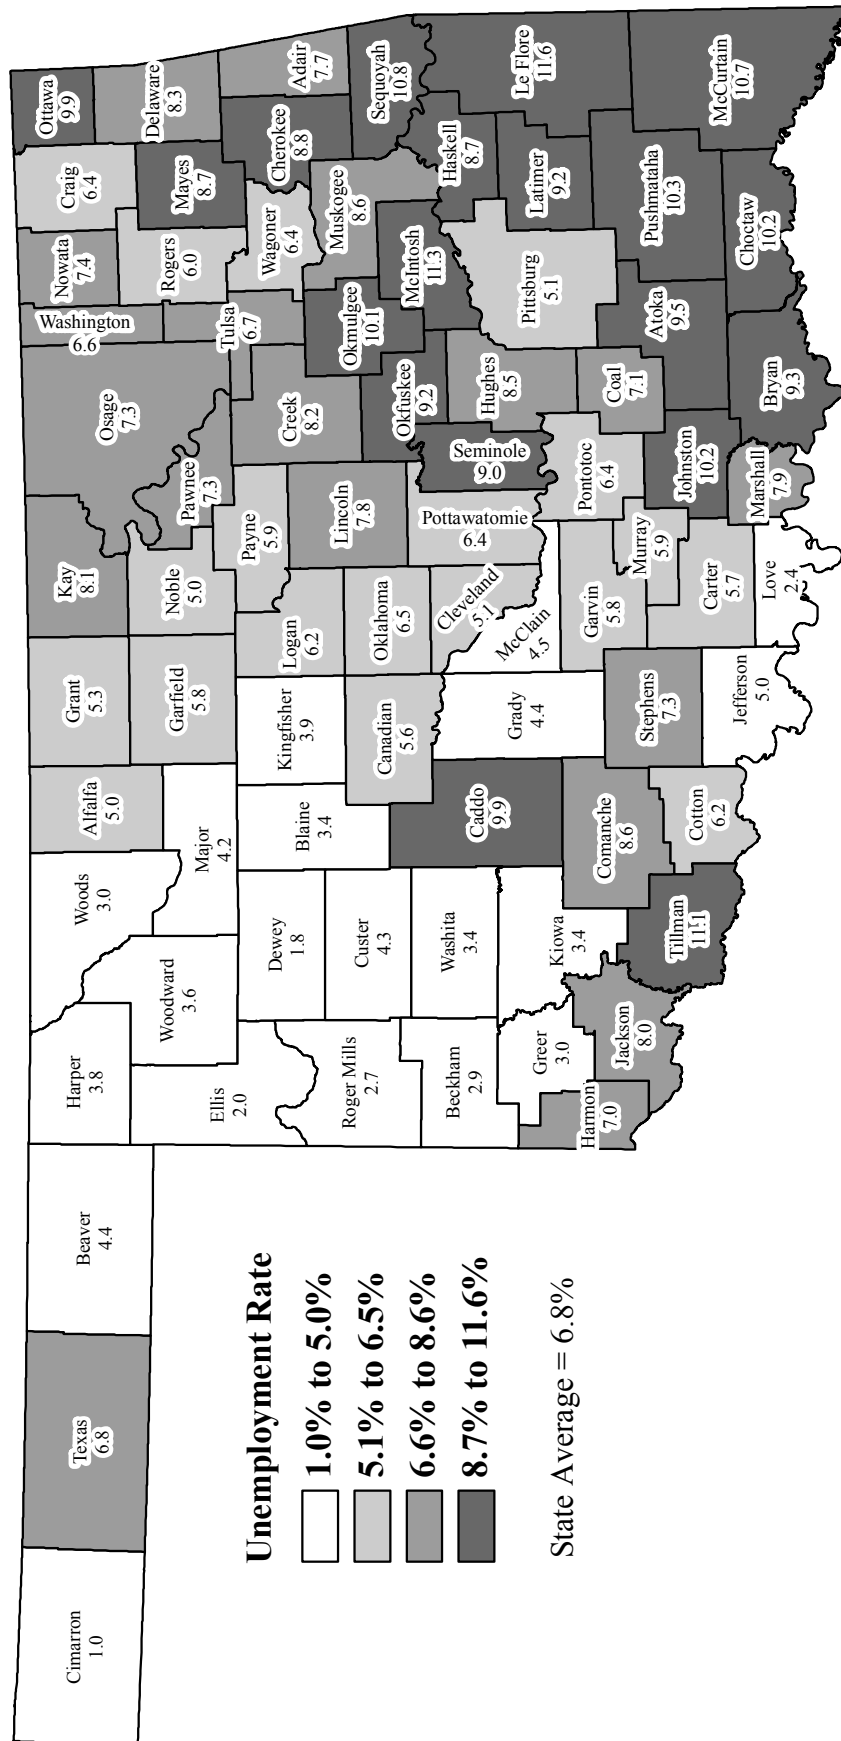 Cimarron
1.0
Texas
6.8
Beaver
4.4
Harper
3.8
Woods
3.0
Alfalfa
5.0
Grant
5.3
Kay
8.1
Osage
7.3
Washington
6.6
Nowata
7.4
Craig
6.4
Ottawa
9.9
Ellis
2.0
Woodward
3.6
Major
4.2
Garfield
5.8
Noble
5.0
Pawnee
7.3
Tulsa
6.7
Rogers
6.0
Mayes
8.7
Delaware
8.3
Roger Mills
2.7
Dewey
1.8
Custer
4.3
Blaine
3.4
Kingfisher
3.9
Canadian
5.6
Logan
6.2
Oklahoma
6.5
Payne
5.9
Lincoln
7.8
Creek
8.2
Okmulgee
10.1
Okfuskee
9.2
Wagoner
6.4
Muskogee
8.6
McIntosh
11.3
Cherokee
8.8
Adair
7.7
Sequoyah
10.8
Beckham
2.9
Washita
3.4
Caddo
9.9
Grady
4.4
Cleveland
5.1
McClain
4.5
Pottawatomie
6.4
Seminole
9.0
Hughes
8.5
Pittsburg
5.1
Haskell
8.7
Latimer
9.2
Le Flore
11.6
Greer
3.0
Kiowa
3.4
Harmon
7.0
Jackson
8.0
Tillman
11.1
Comanche
8.6
Cotton
6.2
Stephens
7.3
Jefferson
5.0
Garvin
5.8
Murray
5.9
Carter
5.7
Love
2.4
Pontotoc
6.4
Johnston
10.2
Marshall
7.9
Coal
7.1
Atoka
9.5
Bryan
9.3
Pushmataha
10.3
Choctaw
10.2
McCurtain
10.7
Unemployment Rate
1.0% to 5.0%
5.1% to 6.5%
6.6% to 8.6%
8.7% to 11.6%
State Average = 6.8%